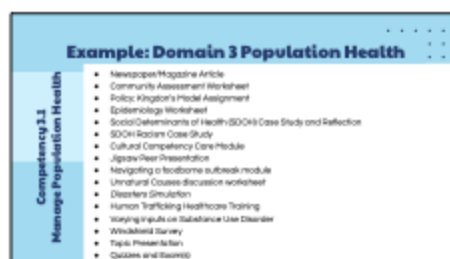 Example: Domain 3 Population Health
Competency 3.1
Manage Population Health
Newspaper/Magazine Article
Community Assessment Worksheet
Policy: Kingdon's Model Assignment
Epidemiology Worksheet
Social Determinants of Health (SDOH) Case Study and Reflection
SDOH Racism Case Study
Cultural Competency Care Module
Jigsaw Peer Presentation
Navigating a foodborne outbreak module
Unnatural Causes discussion worksheet
Disasters Simulation
Human Trafficking Healthcare Training
Varying Inputs on Substance Use Disorder
Windshield Survey
Topic Presentation
Quizzes and Exam(s)